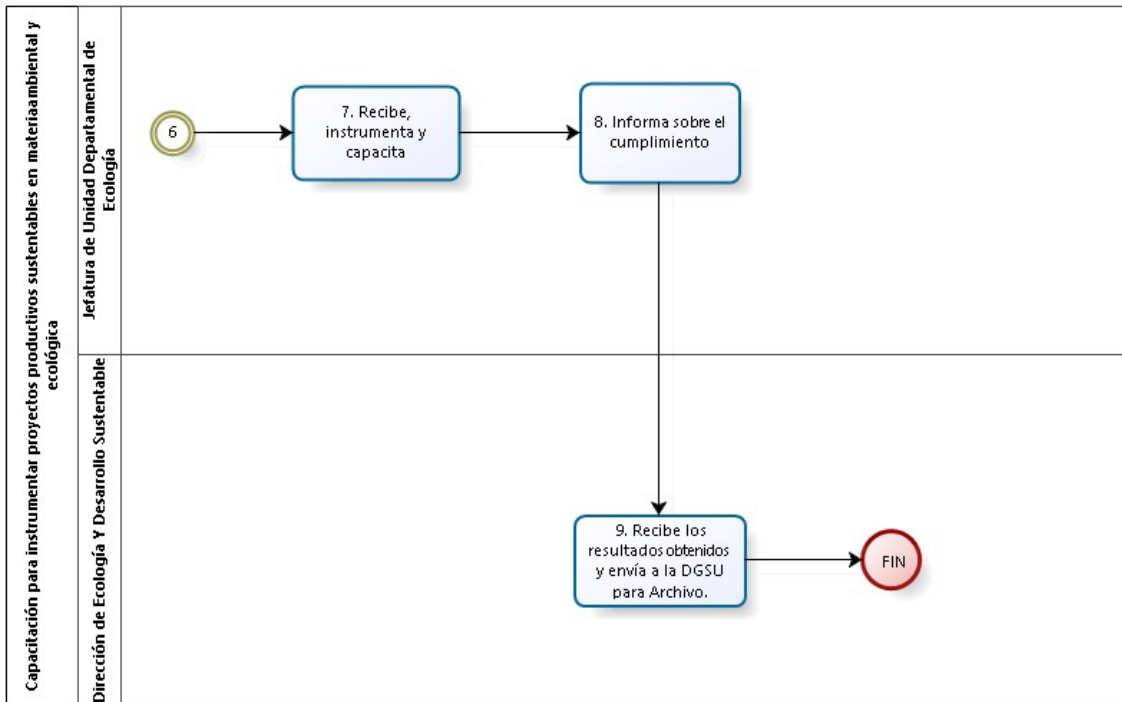 Capacitación para instrumentar proyectos productivos sustentables en materiaambiental y
ecológica
Jefatura de Unidad Departamental de
Ecología
6
7. Recibe,
instrumenta y
capacita
8. Informa sobre el
cumplimiento
Dirección de Ecología Y Desarrollo Sustentable
9. Recibe los
resultados obtenidos
y envía a la DGSU
para Archivo.
FIN